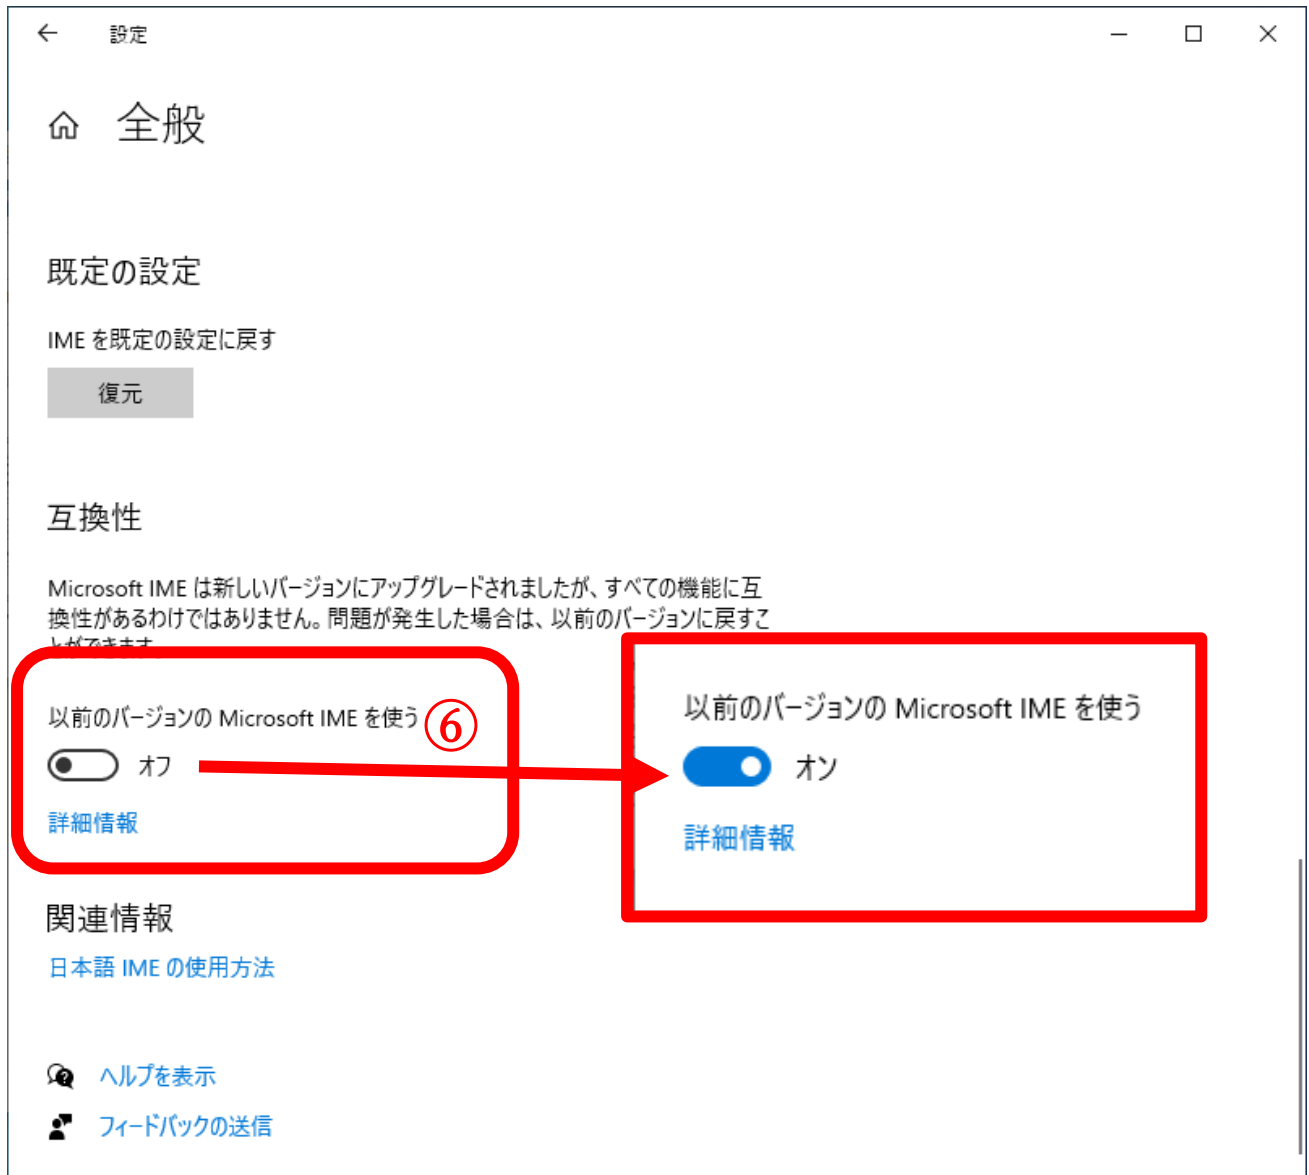 設定
全般
既定の設定
IME を既定の設定に戻す
復元
互換性
Microsoft IME は新しいバージョンにアップグレードされましたが、すべての機能に互
換性があるわけではありません。問題が発生した場合は、以前のバージョンに戻すこ
とができます。
以前のバージョンの Microsoft IME を使う
⑥
オフ
詳細情報
以前のバージョンの Microsoft IME を使う
オン
詳細情報
関連情報
日本語 IME の使用方法
ヘルプを表示
フィードバックの送信